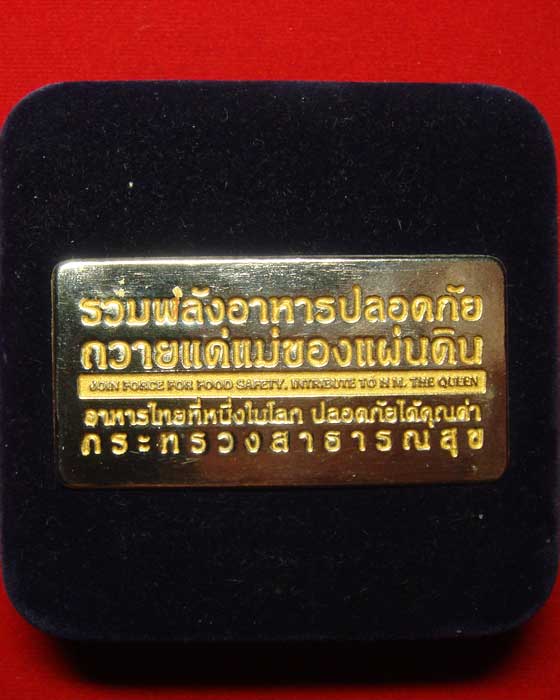 รวมพลังอาหารปลอดภัย
ถวายแด่แม่ของแผ่นดิน
JOIN FORCE FOR FOOD SAFETY, INTRIBUTE TO H M. THE QUEEN
อาหารไทยที่หนึ่งในโลก ปลอดภัยได้คุณค่า
กระทรวงสาธารณสุข